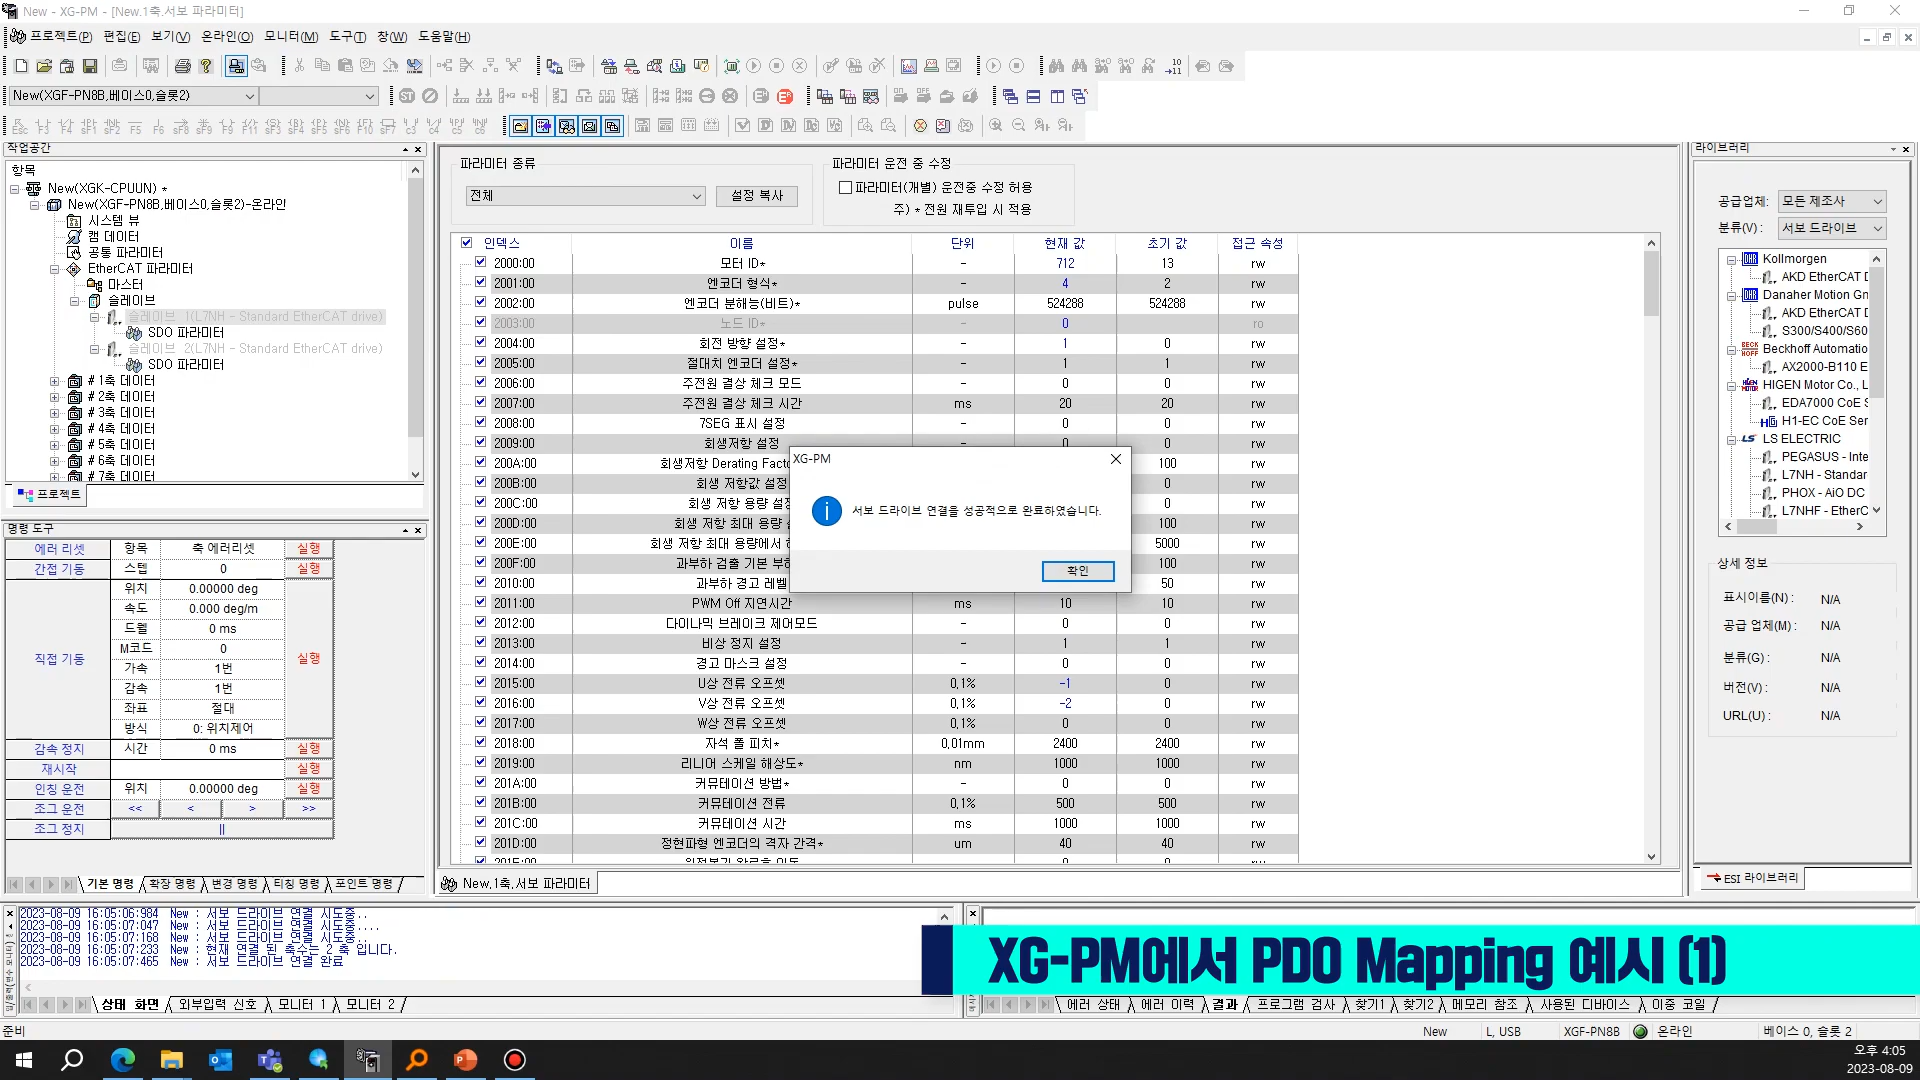 New - XG-PM - [New.1축.서보 파라미터]
프로젝트(P) 편집(E) 보기(V) 온라인(O) 모니터(M) 도구(T) 창(W) 도움말(H)
New(XGF-PN8B,베이스0,슬롯2)
작업공간
항목
New(XGK-CPUUN) *
New(XGF-PN8B,베이스0,슬롯2)-온라인
시스템 뷰
캠 데이터
공통 파라미터
EtherCAT 파라미터
마스터
슬레이브
슬레이브 1(L7NH - Standard EtherCAT drive)
SDO 파라미터
슬레이브 2(L7NH - Standard EtherCAT drive)
SDO 파라미터
# 1축 데이터
# 2축 데이터
# 3축 데이터
# 4축 데이터
# 5축 데이터
# 6축 데이터
# 7축 데이터
프로젝트
명령 도구
에러 리셋 항목 축 에러리셋 실행
간접 기동 스텝 0 실행
직접 기동 실행
위치 0.00000 deg
속도 0.000 deg/m
드웰 0 ms
M코드 0
가속 1번
감속 1번
좌표 절대
방식 0: 위치제어
감속 정지 시간 0 ms 실행
재시작 실행
인칭 운전 위치 0.00000 deg 실행
조그 운전 << < > >>
조그 정지 ||
기본 명령 확장 명령 변경 명령 티칭 명령 포인트 명령
파라미터 종류
전체 설정 복사
파라미터 운전 중 수정
파라미터(개별) 운전중 수정 허용
주) * 전원 재투입 시 적용
인덱스 이름 단위 현재 값 초기 값 접근 속성
2000:00 모터 ID* - 712 13 rw
2001:00 엔코더 형식* - 4 2 rw
2002:00 엔코더 분해능(비트)* pulse 524288 524288 rw
2003:00 노드 ID* - 0 ro
2004:00 회전 방향 설정* - 1 0 rw
2005:00 절대치 엔코더 설정* - 1 1 rw
2006:00 주전원 결상 체크 모드 - 0 0 rw
2007:00 주전원 결상 체크 시간 ms 20 20 rw
2008:00 7SEG 표시 설정 - 0 0 rw
2009:00 회생저항 설정 - 0 0 rw
200A:00 회생저항 Derating Facto 100 rw
200B:00 회생 저항값 설정 0 rw
200C:00 회생 저항 용량 설정 0 rw
200D:00 회생 저항 최대 용량 100 rw
200E:00 회생 저항 최대 용량에서 5000 rw
200F:00 과부하 검출 기본 부하 100 rw
2010:00 과부하 경고 레벨 50 rw
2011:00 PWM Off 지연시간 ms 10 10 rw
2012:00 다이나믹 브레이크 제어모드 - 0 0 rw
2013:00 비상 정지 설정 - 1 1 rw
2014:00 경고 마스크 설정 - 0 0 rw
2015:00 U상 전류 오프셋 0.1% -1 0 rw
2016:00 V상 전류 오프셋 0.1% -2 0 rw
2017:00 W상 전류 오프셋 0.1% 0 0 rw
2018:00 자석 폴 피치* 0.01mm 2400 2400 rw
2019:00 리니어 스케일 해상도* nm 1000 1000 rw
201A:00 커뮤테이션 방법* - 0 0 rw
201B:00 커뮤테이션 전류 0.1% 500 500 rw
201C:00 커뮤테이션 시간 ms 1000 1000 rw
201D:00 정현파형 엔코더의 격자 간격* um 40 40 rw
New.1축.서보 파라미터
XG-PM
서보 드라이브 연결을 성공적으로 완료하였습니다.
확인
라이브러리
공급업체: 모든 제조사
분류(V): 서보 드라이브
Kollmorgen
AKD EtherCAT D
Danaher Motion Gm
AKD EtherCAT D
S300/S400/S60
Beckhoff Automatio
AX2000-B110 E
HIGEN Motor Co., L
EDA7000 CoE S
H1-EC CoE Ser
LS ELECTRIC
PEGASUS - Inte
L7NH - Standar
PHOX - AiO DC
L7NHF - EtherC
상세 정보
표시이름(N): N/A
공급 업체(M): N/A
분류(G): N/A
버전(V): N/A
URL(U): N/A
ESI 라이브러리
2023-08-09 16:05:06:984 New : 서보 드라이브 연결 시도중..
2023-08-09 16:05:07:047 New : 서보 드라이브 연결 시도중....
2023-08-09 16:05:07:168 New : 서보 드라이브 연결 시도중..
2023-08-09 16:05:07:233 New : 현재 연결 된 축수는 2 축 입니다.
2023-08-09 16:05:07:465 New : 서보 드라이브 연결 완료
상태 화면 외부입력 신호 모니터 1 모니터 2
XG-PM에서 PDO Mapping 예시 (1)
에러 상태 에러 이력 결과 프로그램 검사 찾기1 찾기2 메모리 참조 사용된 디바이스 이중 코일
준비 New L, USB XGF-PN8B 온라인 베이스 0, 슬롯 2
오후 4:05
2023-08-09